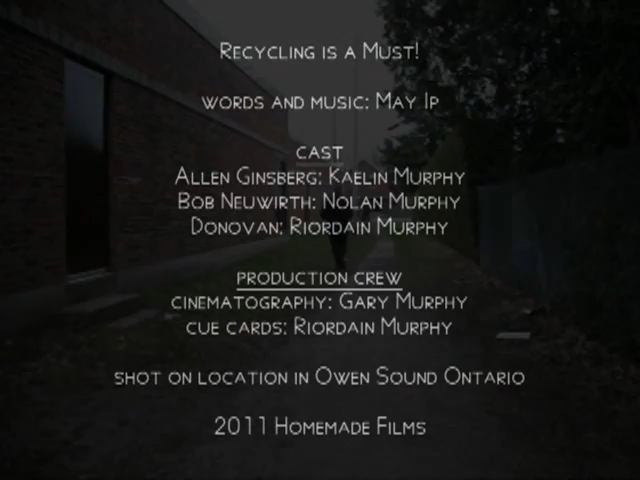 Recycling is a Must!
words and music: May Ip
cast
Allen Ginsberg: Kaelin Murphy
Bob Neuwirth: Nolan Murphy
Donovan: Riordain Murphy
production crew
cinematography: Gary Murphy
cue cards: Riordain Murphy
shot on location in Owen Sound Ontario
2011 Homemade Films